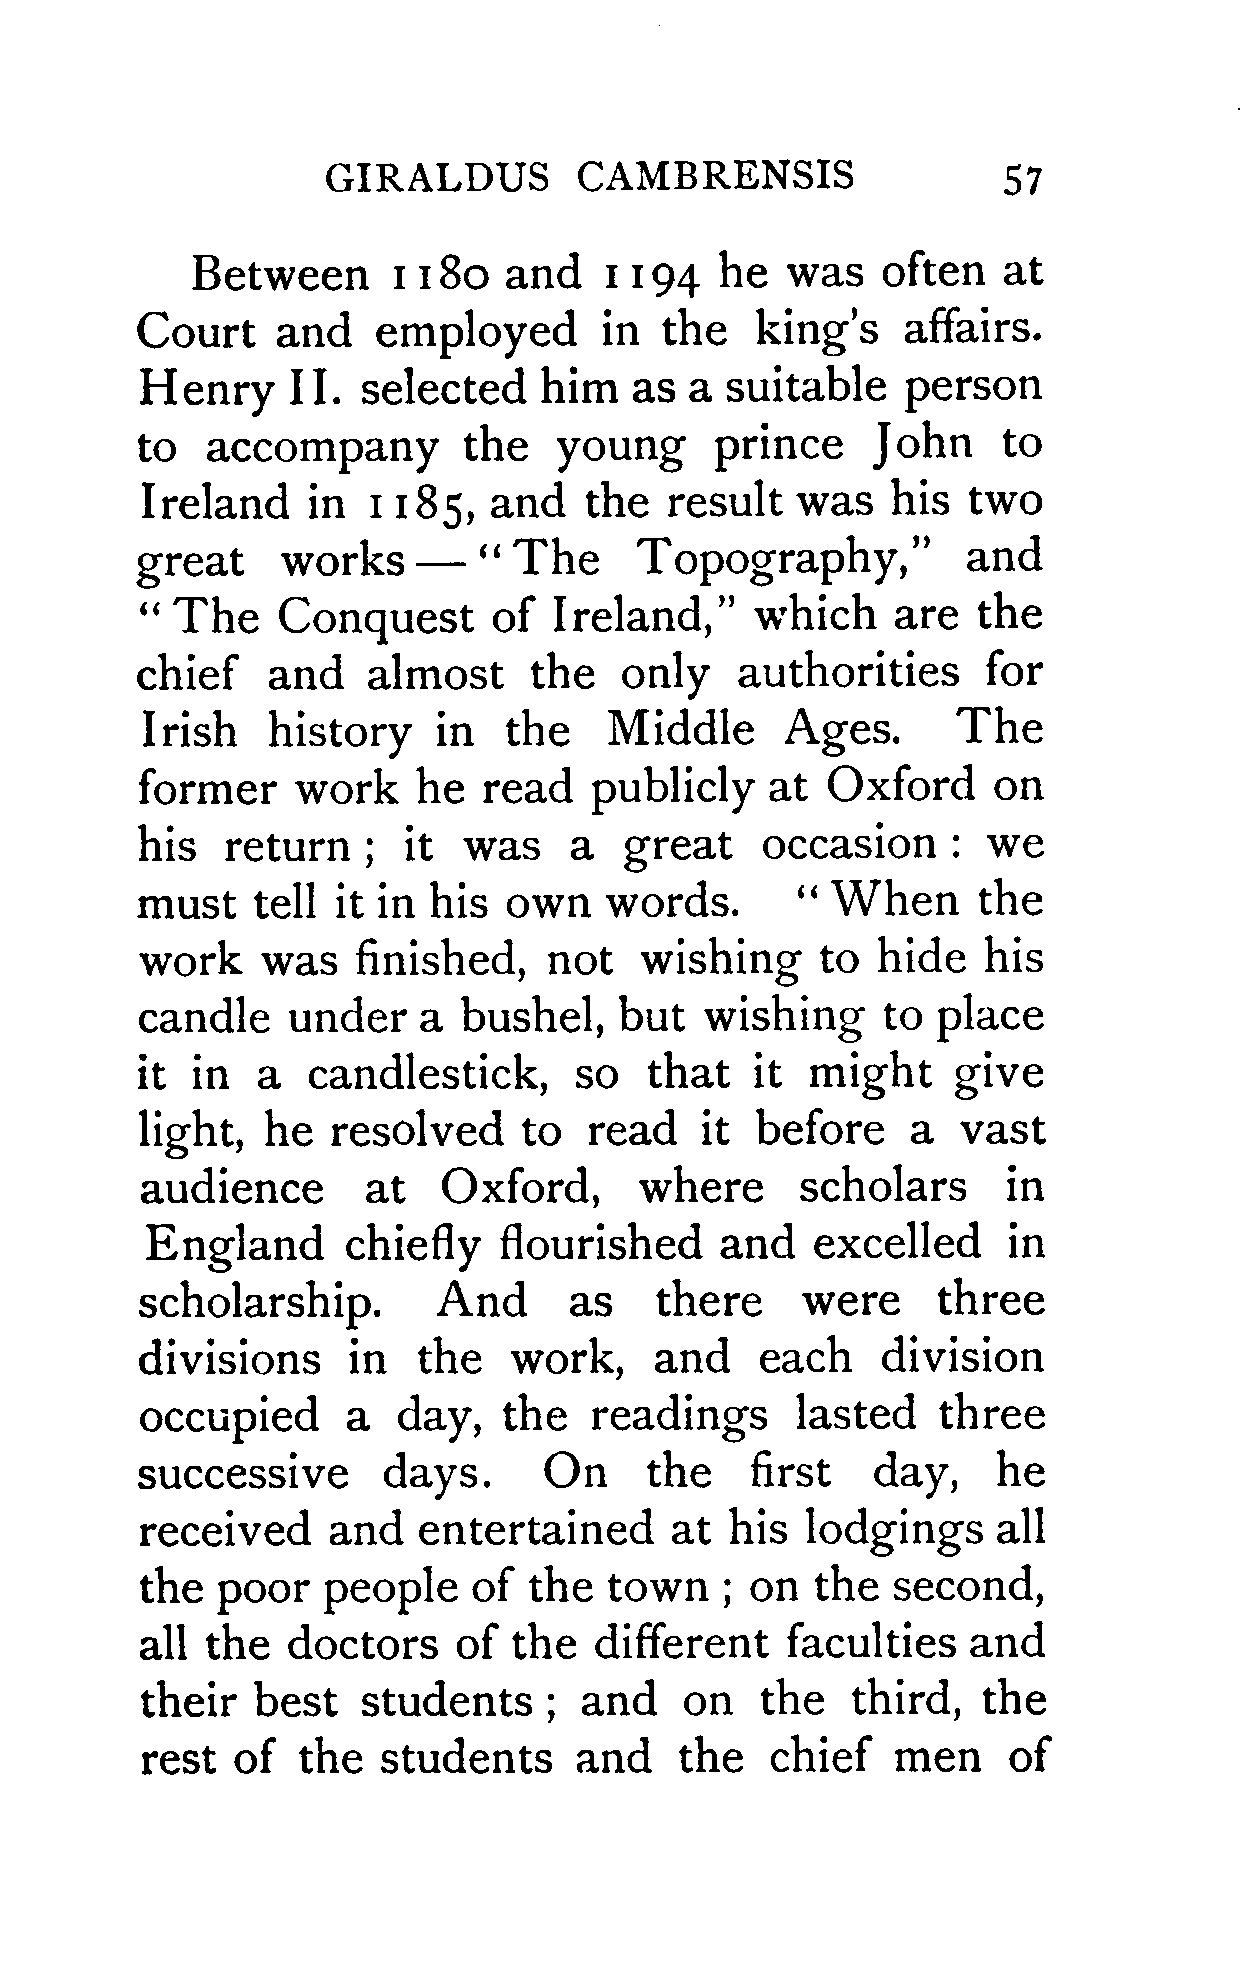 GIRALDUS CAMBRENSIS 57
Between 1180 and 1194 he was often at
Court and employed in the king's affairs.
Henry II. selected him as a suitable person
to accompany the young prince John to
Ireland in 1185, and the result was his two
great works — "The Topography," and
"The Conquest of Ireland," which are the
chief and almost the only authorities for
Irish history in the Middle Ages. The
former work he read publicly at Oxford on
his return ; it was a great occasion : we
must tell it in his own words. "When the
work was finished, not wishing to hide his
candle under a bushel, but wishing to place
it in a candlestick, so that it might give
light, he resolved to read it before a vast
audience at Oxford, where scholars in
England chiefly flourished and excelled in
scholarship. And as there were three
divisions in the work, and each division
occupied a day, the readings lasted three
successive days. On the first day, he
received and entertained at his lodgings all
the poor people of the town ; on the second,
all the doctors of the different faculties and
their best students ; and on the third, the
rest of the students and the chief men of